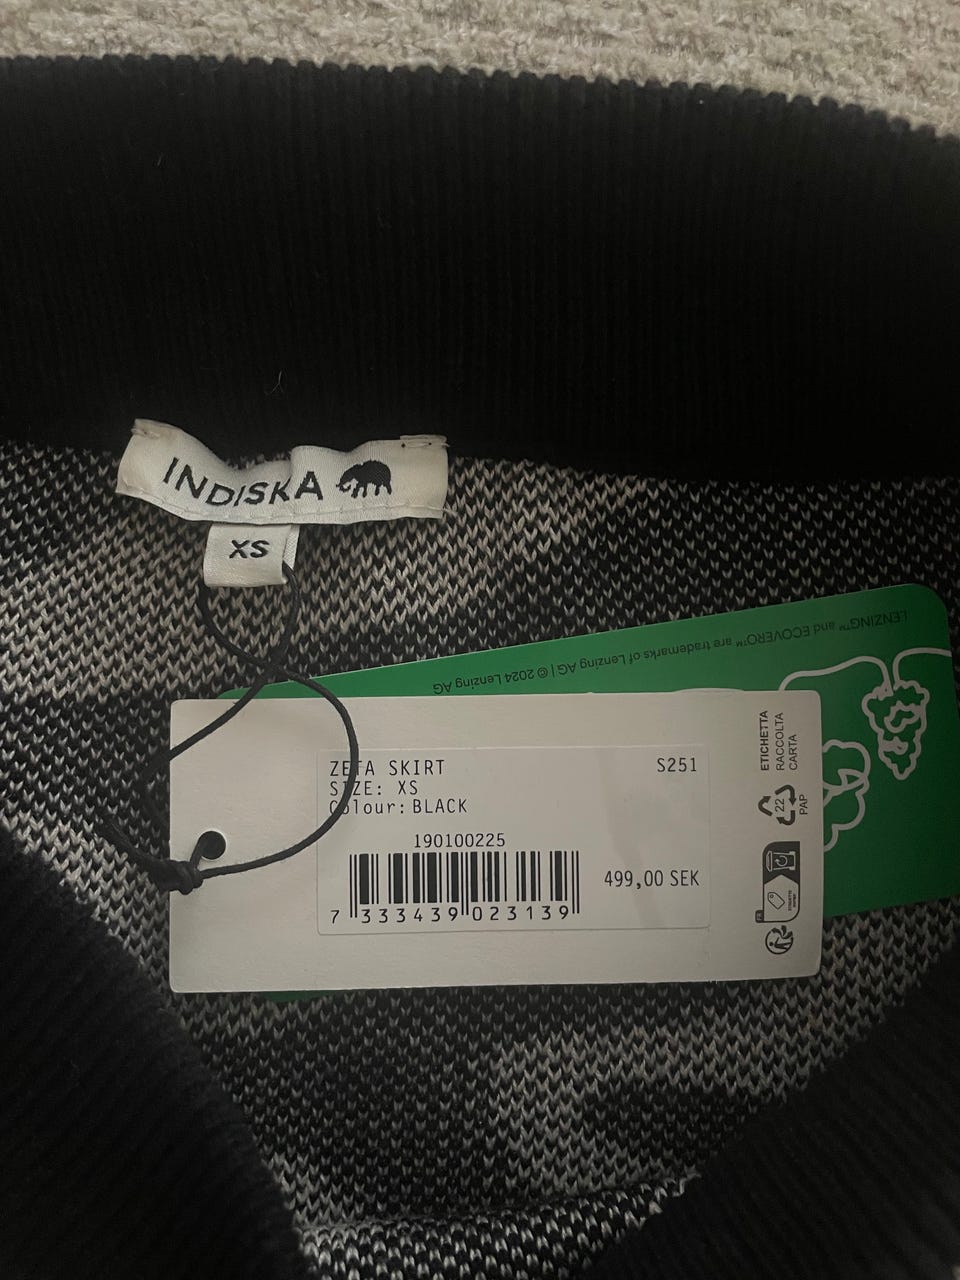 INDISKA
XS
LENZING™ and ECOVERO™ are trademarks of Lenzing AG | © 2024 Lenzing AG
ZETA SKIRT
S251
SIZE: XS
Colour: BLACK
190100225
7 333439 023139
499,00 SEK
ETICHETTA
RACCOLTA
CARTA
22
PAP
FR